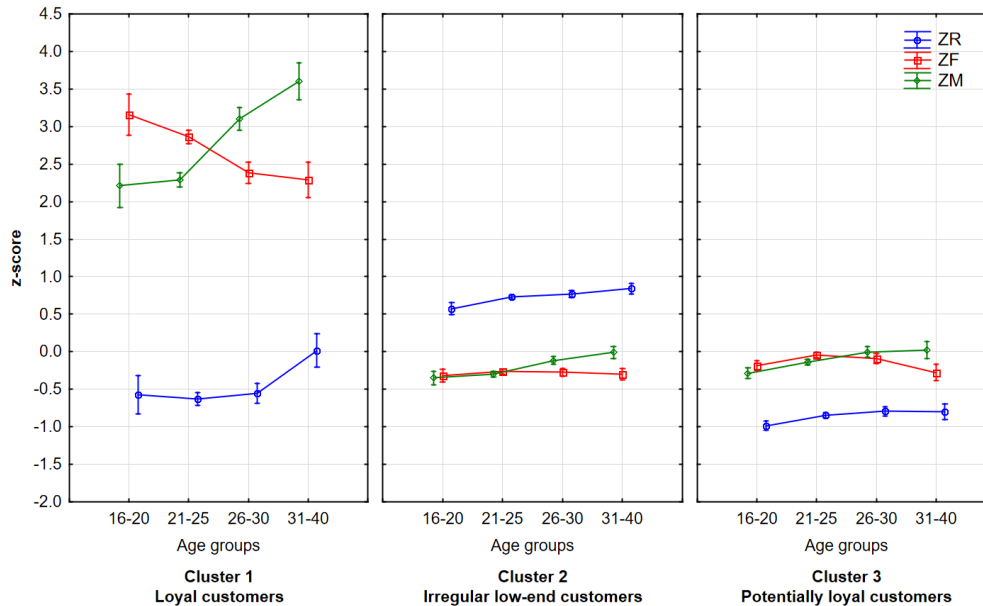 4.5
4.0
3.5
3.0
2.5
2.0
1.5
1.0
0.5
0.0
-0.5
-1.0
-1.5
-2.0
z-score
ZR
ZF
ZM
16-20 21-25 26-30 31-40
Age groups
Cluster 1
Loyal customers
16-20 21-25 26-30 31-40
Age groups
Cluster 2
Irregular low-end customers
16-20 21-25 26-30 31-40
Age groups
Cluster 3
Potentially loyal customers